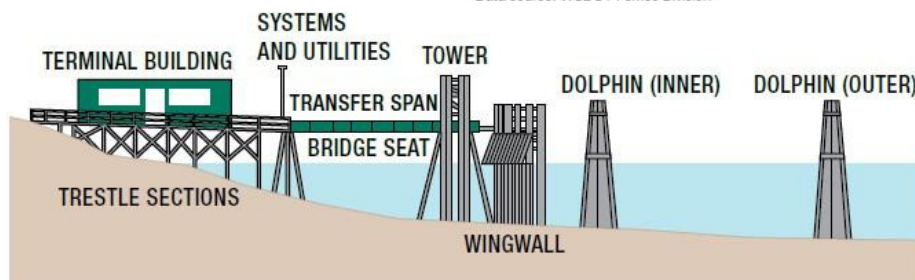 SYSTEMS
AND UTILITIES
TOWER
TERMINAL BUILDING
DOLPHIN (INNER)
DOLPHIN (OUTER)
TRANSFER SPAN
BRIDGE SEAT
TRESTLE SECTIONS
WINGWALL